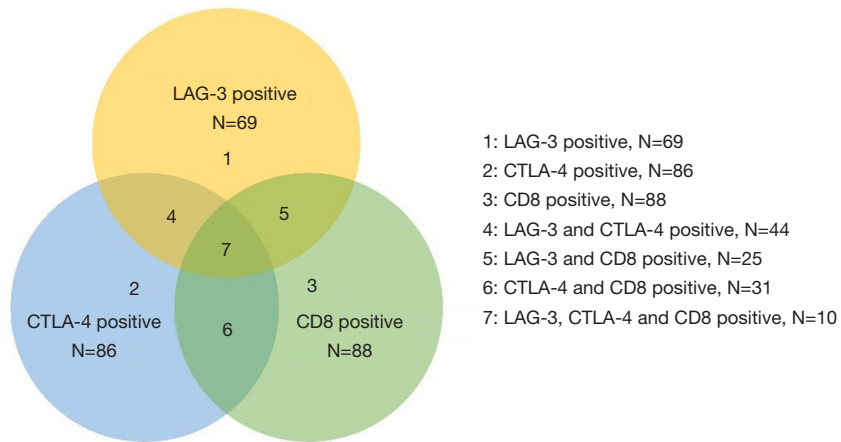 LAG-3 positive
N=69
1
4
5
7
2
3
CTLA-4 positive
N=86
6
CD8 positive
N=88
1: LAG-3 positive, N=69
2: CTLA-4 positive, N=86
3: CD8 positive, N=88
4: LAG-3 and CTLA-4 positive, N=44
5: LAG-3 and CD8 positive, N=25
6: CTLA-4 and CD8 positive, N=31
7: LAG-3, CTLA-4 and CD8 positive, N=10